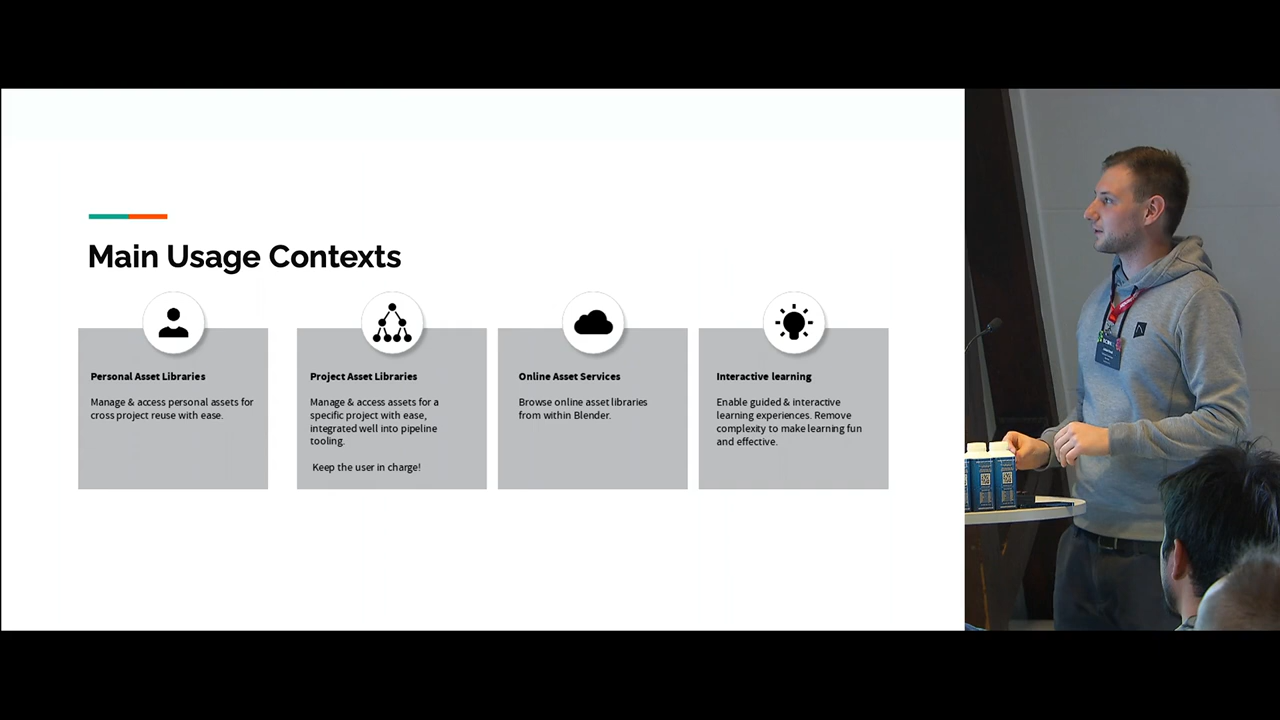 Main Usage Contexts
Personal Asset Libraries
Manage & access personal assets for
cross project reuse with ease.
Project Asset Libraries
Manage & access assets for a
specific project with ease,
integrated well into pipeline
tooling.
Keep the user in charge!
Online Asset Services
Browse online asset libraries
from within Blender.
Interactive learning
Enable guided & interactive
learning experiences. Remove
complexity to make learning fun
and effective.